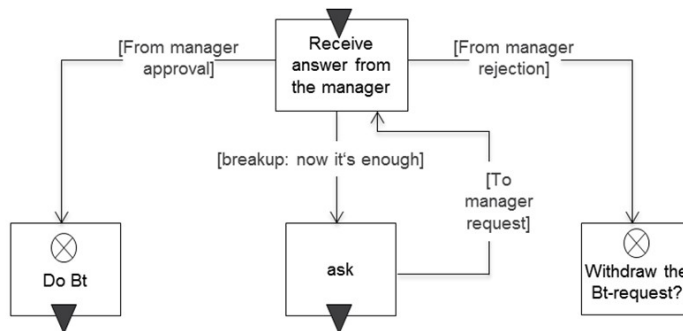 [From manager
approval]
Receive
answer from
the manager
[From manager
rejection]
[breakup: now it's enough]
[To
manager
request]
Do Bt
ask
Withdraw the
Bt-request?